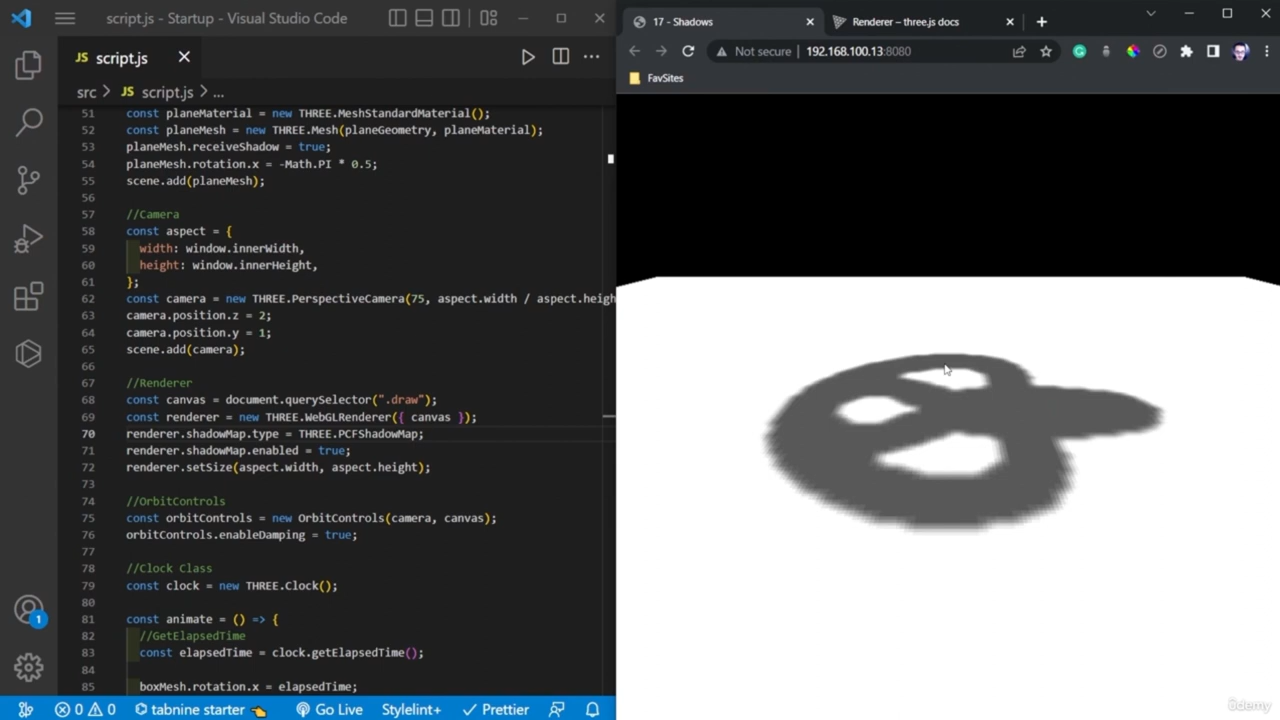 script.js - Startup - Visual Studio Code
JS script.js
src > JS script.js > ...
51 const planeMaterial = new THREE.MeshStandardMaterial();
52 const planeMesh = new THREE.Mesh(planeGeometry, planeMaterial);
53 planeMesh.receiveShadow = true;
54 planeMesh.rotation.x = -Math.PI * 0.5;
55 scene.add(planeMesh);
56
57 //Camera
58 const aspect = {
59 width: window.innerWidth,
60 height: window.innerHeight,
61 };
62 const camera = new THREE.PerspectiveCamera(75, aspect.width / aspect.heigh
63 camera.position.z = 2;
64 camera.position.y = 1;
65 scene.add(camera);
66
67 //Renderer
68 const canvas = document.querySelector(".draw");
69 const renderer = new THREE.WebGLRenderer({ canvas });
70 renderer.shadowMap.type = THREE.PCFShadowMap;
71 renderer.shadowMap.enabled = true;
72 renderer.setSize(aspect.width, aspect.height);
73
74 //OrbitControls
75 const orbitControls = new OrbitControls(camera, canvas);
76 orbitControls.enableDamping = true;
77
78 //Clock Class
79 const clock = new THREE.Clock();
80
81 const animate = () => {
82 //GetElapsedTime
83 const elapsedTime = clock.getElapsedTime();
84
85 boxMesh.rotation.x = elapsedTime;
1
0 0 tabnine starter Go Live Stylelint+ Prettier
17 - Shadows
Renderer – three.js docs
Not secure 192.168.100.13:8080
FavSites
ûdemy